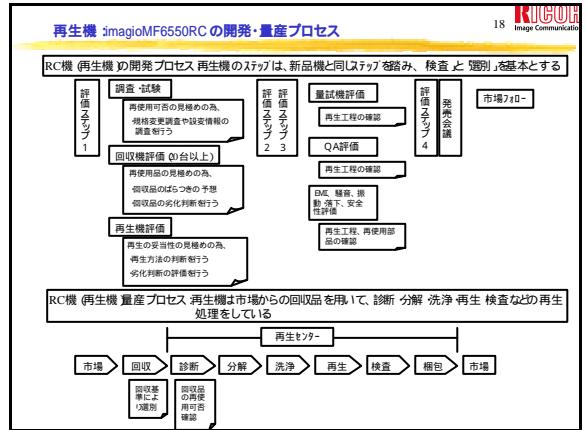 再生機 :imagioMF6550RC の開発・量産プロセス
18
RICOH
Image Communication
RC機 (再生機 )の開発プロセス 再生機のステップは、新品機と同じステップを踏み、 検査 」と 「選別 」を基本とする
評価ステップ1
調査 ・試験
再使用可否の見極めの為、
・規格変更調査や設変情報の
調査を行う
回収機評価 (20台以上 )
再使用品の見極めの為、
・回収品のばらつきの 予想
・回収品の劣化判断を行う
再生機評価
再生の妥当性の見極めの為、
・再生方法の判断を行う
・劣化判断の評価を行う
評価ステップ2
評価ステップ3
量試機評価
再生工程の確認
QA評価
再生工程の確認
EMI、 騒音、振
動 ・落下、安全
性評価
再生工程、再使用部
品の確認
評価ステップ4
発売会議
市場フォロー
RC機 (再生機 )量産プロセス :再生機は市場からの回収品を用いて、診断 ・分解 ・洗浄 ・再生 ・検査などの再生
処理をしている
再生センター
市場
回収
診断
分解
洗浄
再生
検査
梱包
市場
回収基
準によ
り選別
回収品
の再使
用可否
確認